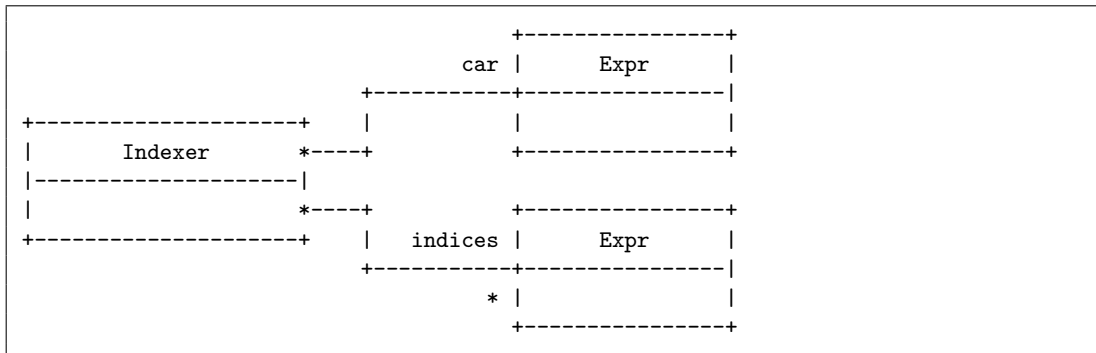 +----------------+
                                   car |      Expr      |
                           +-----------+----------------|
+---------------------+    |           |                |
|       Indexer       *----+           +----------------+
|---------------------|
|                     *----+           +----------------+
+---------------------+    |   indices |      Expr      |
                           +-----------+----------------|
                                     * |                |
                                       +----------------+